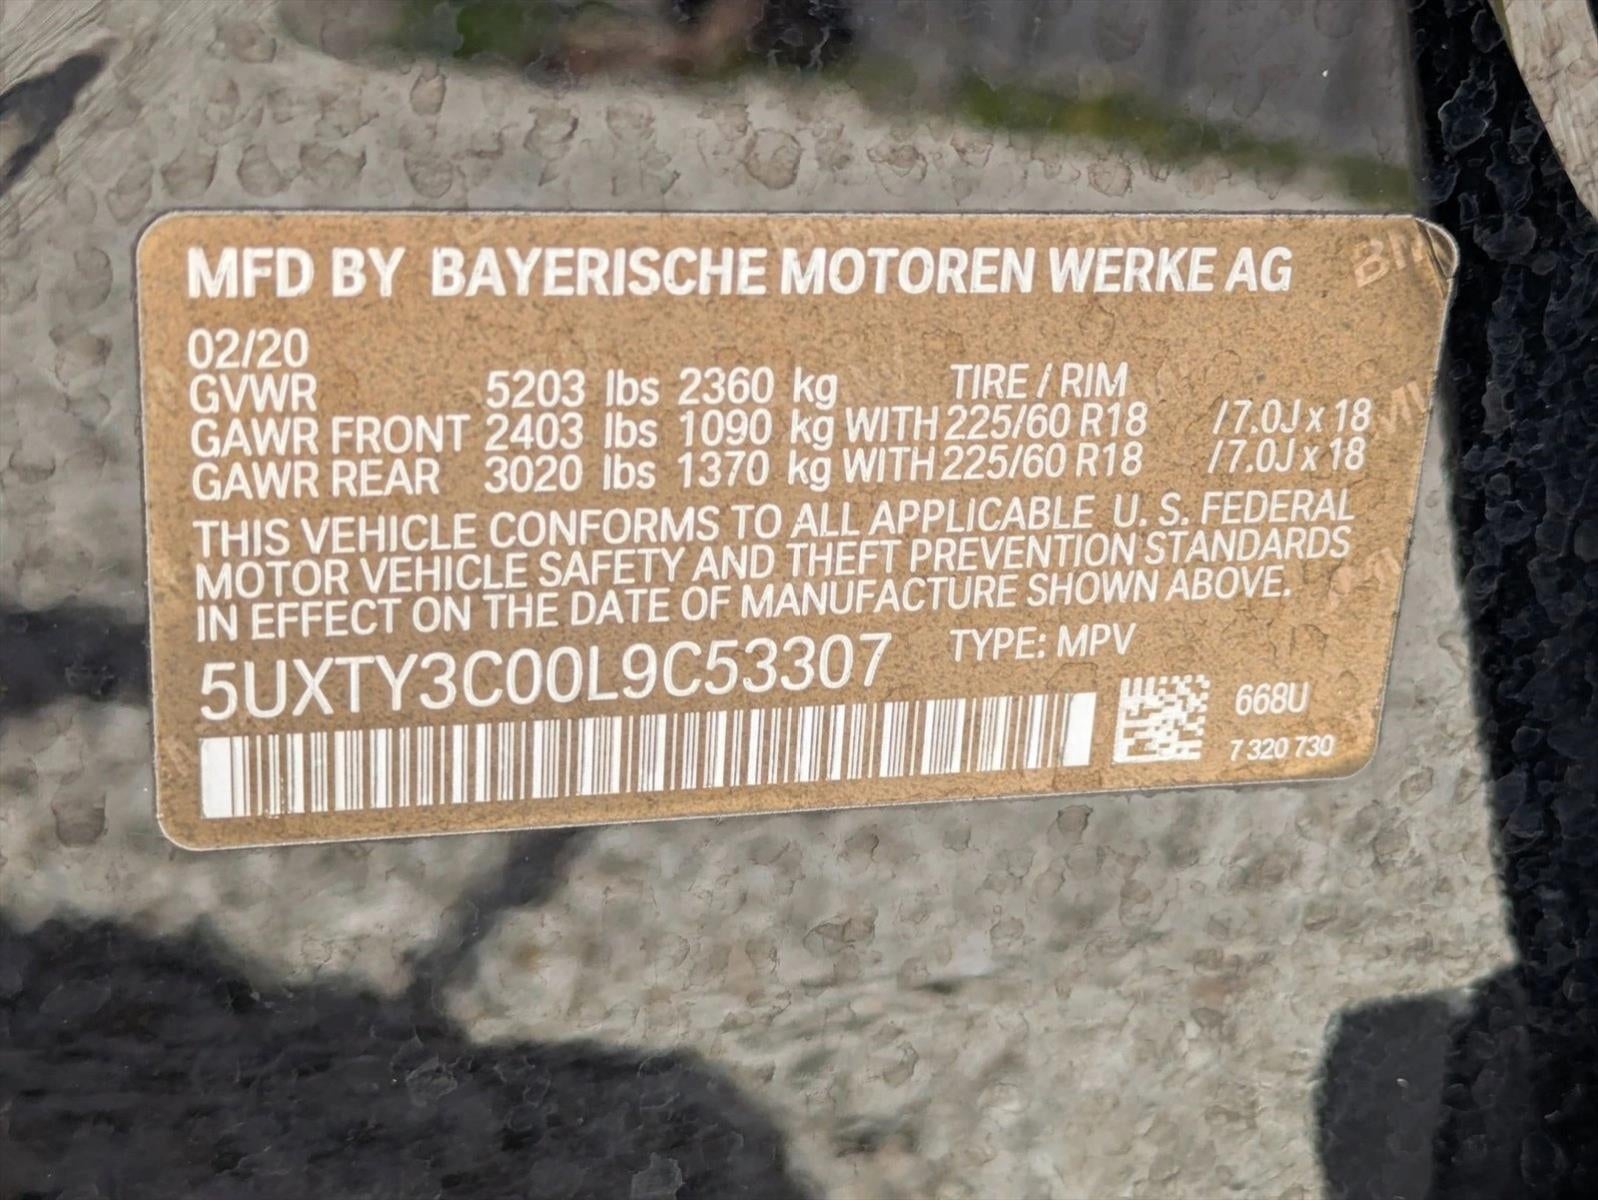 MFD BY BAYERISCHE MOTOREN WERKE AG
02/20
GVWR 5203 lbs 2360 kg TIRE / RIM
GAWR FRONT 2403 lbs 1090 kg WITH 225/60 R18 /7.0J x 18
GAWR REAR 3020 lbs 1370 kg WITH 225/60 R18 /7.0J x 18
THIS VEHICLE CONFORMS TO ALL APPLICABLE U. S. FEDERAL
MOTOR VEHICLE SAFETY AND THEFT PREVENTION STANDARDS
IN EFFECT ON THE DATE OF MANUFACTURE SHOWN ABOVE.
5UXTY3C00L9C53307 TYPE: MPV
668U
7 320 730